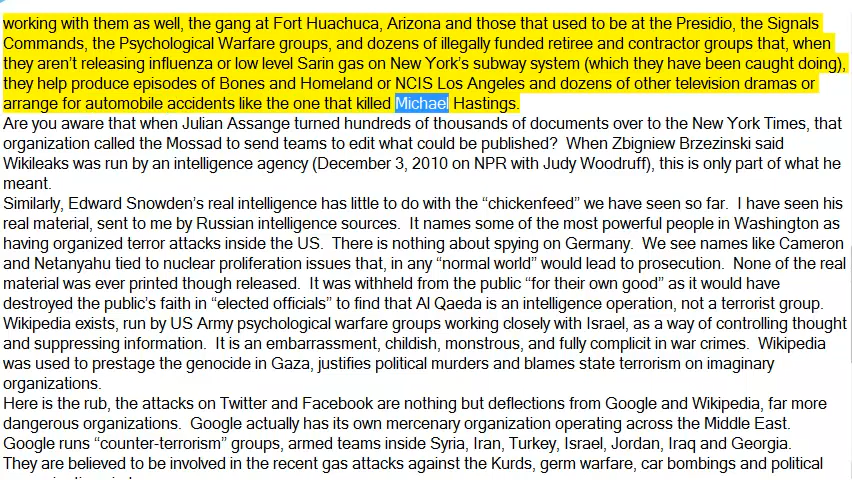 working with them as well, the gang at Fort Huachuca, Arizona and those that used to be at the Presidio, the Signals
Commands, the Psychological Warfare groups, and dozens of illegally funded retiree and contractor groups that, when
they aren’t releasing influenza or low level Sarin gas on New York’s subway system (which they have been caught doing),
they help produce episodes of Bones and Homeland or NCIS Los Angeles and dozens of other television dramas or
arrange for automobile accidents like the one that killed Michael Hastings.
Are you aware that when Julian Assange turned hundreds of thousands of documents over to the New York Times, that
organization called the Mossad to send teams to edit what could be published?  When Zbigniew Brzezinski said
Wikileaks was run by an intelligence agency (December 3, 2010 on NPR with Judy Woodruff), this is only part of what he
meant.
Similarly, Edward Snowden’s real intelligence has little to do with the “chickenfeed” we have seen so far.  I have seen his
real material, sent to me by Russian intelligence sources.  It names some of the most powerful people in Washington as
having organized terror attacks inside the US.  There is nothing about spying on Germany.  We see names like Cameron
and Netanyahu tied to nuclear proliferation issues that, in any “normal world” would lead to prosecution.  None of the real
material was ever printed though released.  It was withheld from the public “for their own good” as it would have
destroyed the public’s faith in “elected officials” to find that Al Qaeda is an intelligence operation, not a terrorist group.
Wikipedia exists, run by US Army psychological warfare groups working closely with Israel, as a way of controlling thought
and suppressing information.  It is an embarrassment, childish, monstrous, and fully complicit in war crimes.  Wikipedia
was used to prestage the genocide in Gaza, justifies political murders and blames state terrorism on imaginary
organizations.
Here is the rub, the attacks on Twitter and Facebook are nothing but deflections from Google and Wikipedia, far more
dangerous organizations.  Google actually has its own mercenary organization operating across the Middle East.
Google runs “counter-terrorism” groups, armed teams inside Syria, Iran, Turkey, Israel, Jordan, Iraq and Georgia.
They are believed to be involved in the recent gas attacks against the Kurds, germ warfare, car bombings and political